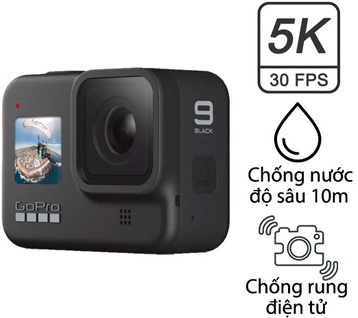 5K
30 FPS
9
BLACK
GoPro
Chống nước
độ sâu 10m
Chống rung
điện tử